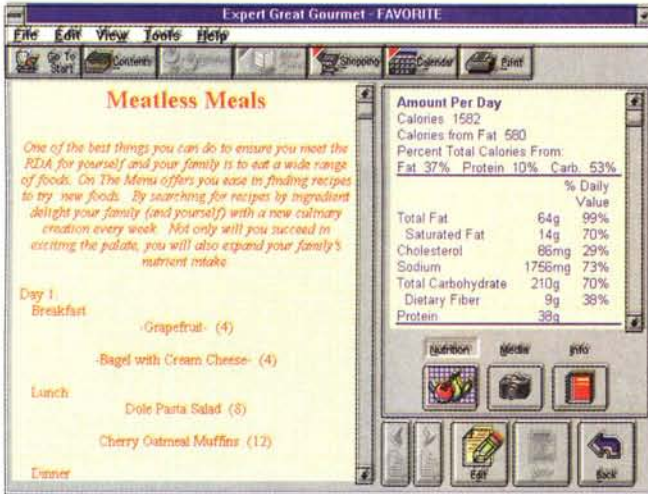 Expert Great Gourmet - FAVORITE
File Edit View Tools Help
Go To Start Contents Shopping Calendar Print
Meatless Meals
One of the best things you can do to ensure you meet the
RDA for yourself and your family is to eat a wide range
of foods. On The Menu offers you ease in finding recipes
to try new foods. By searching for recipes by ingredient
delight your family (and yourself) with a new culinary
creation every week. Not only will you succeed in
exciting the palate, you will also expand your family's
nutrient intake
Day 1:
Breakfast
-Grapefruit- (4)
-Bagel with Cream Cheese- (4)
Lunch
Dole Pasta Salad (8)
Cherry Oatmeal Muffins (12)
Dinner
Amount Per Day
Calories 1582
Calories from Fat 580
Percent Total Calories From:
Fat 37% Protein 10% Carb. 53%
% Daily
Value
Total Fat 64g 99%
Saturated Fat 14g 70%
Cholesterol 86mg 29%
Sodium 1756mg 73%
Total Carbohydrate 210g 70%
Dietary Fiber 9g 38%
Protein 38g
Nutrition Media Info
Edit Back